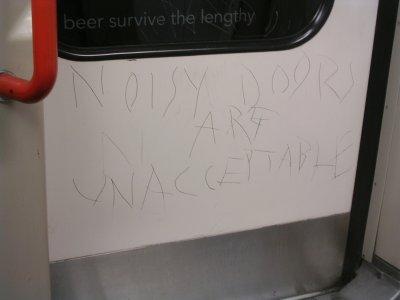 beer survive the lengthy
NOISY DOORS
ARE
N
UNACCEPTABLE